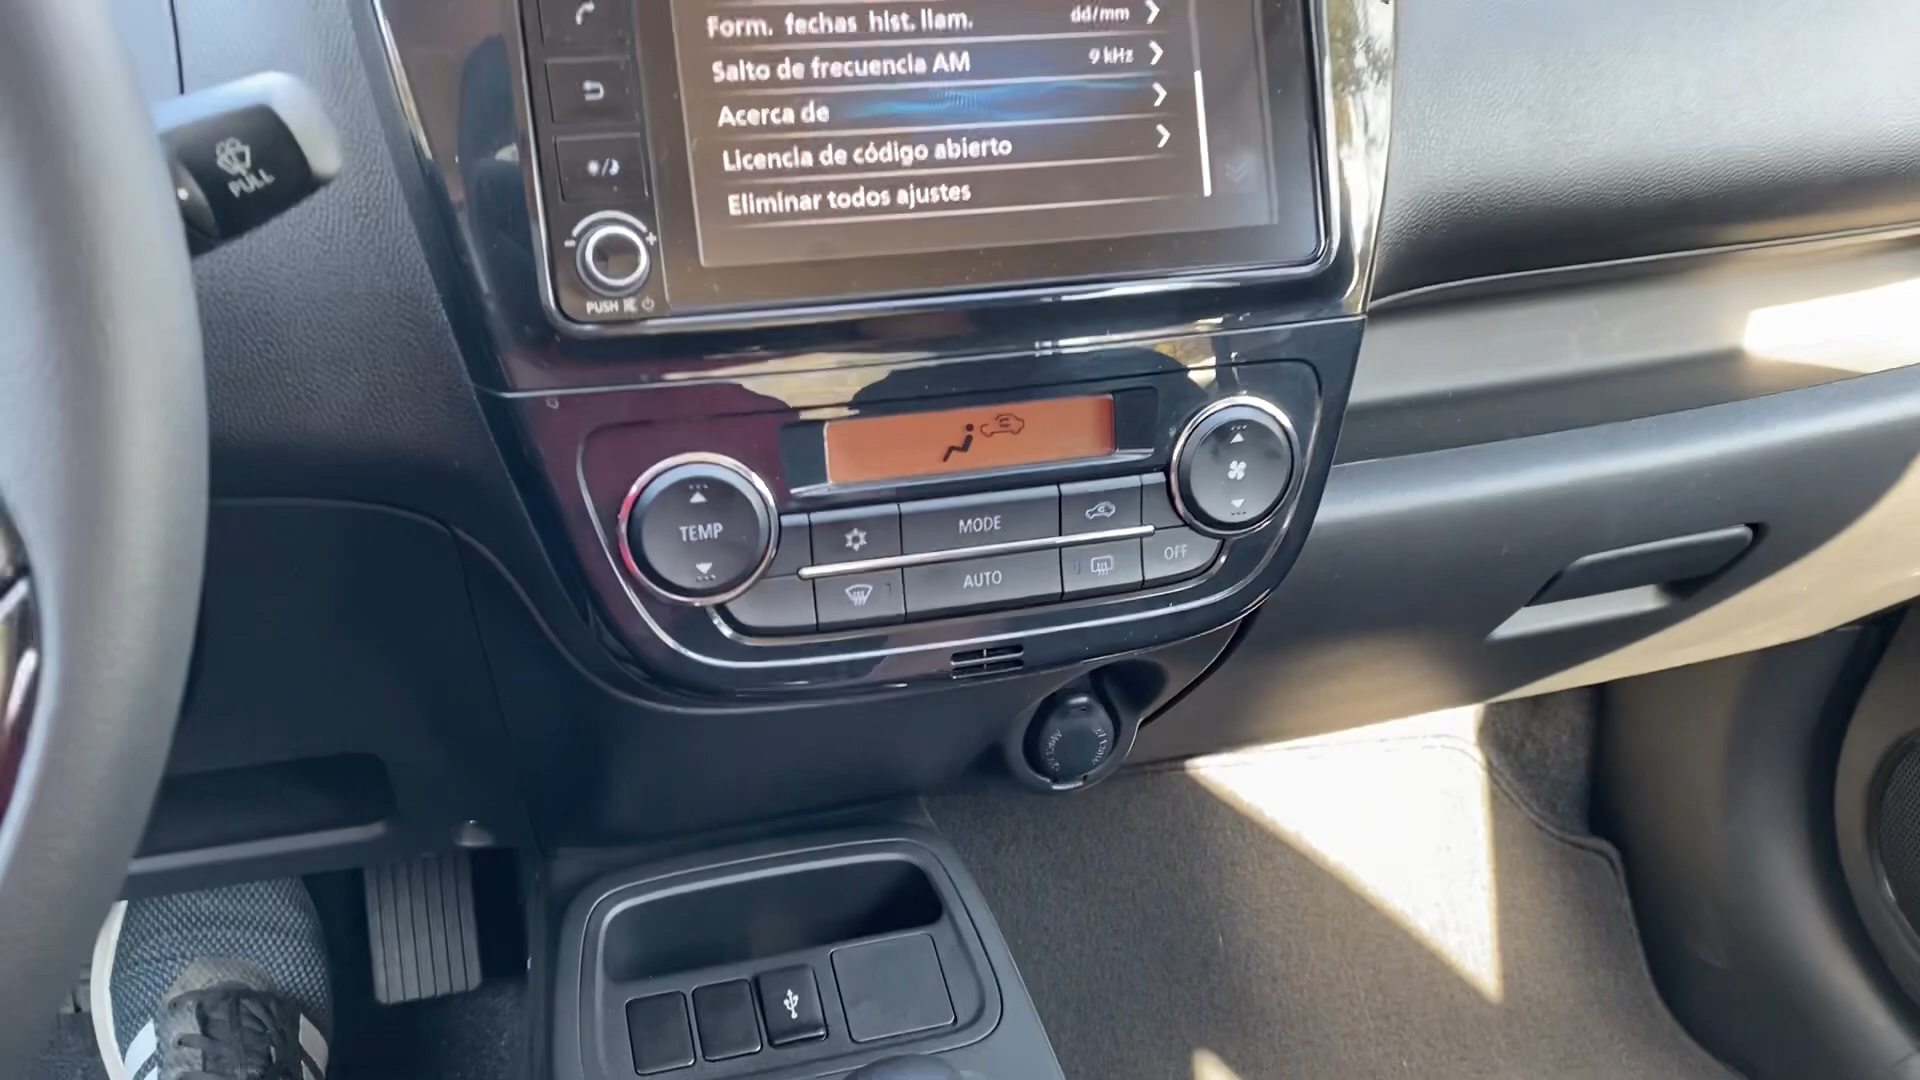 Form. fechas hist. llam. dd/mm
Salto de frecuencia AM 9 kHz
Acerca de
Licencia de código abierto
Eliminar todos ajustes
PULL
- +
PUSH
TEMP
MODE
AUTO
OFF